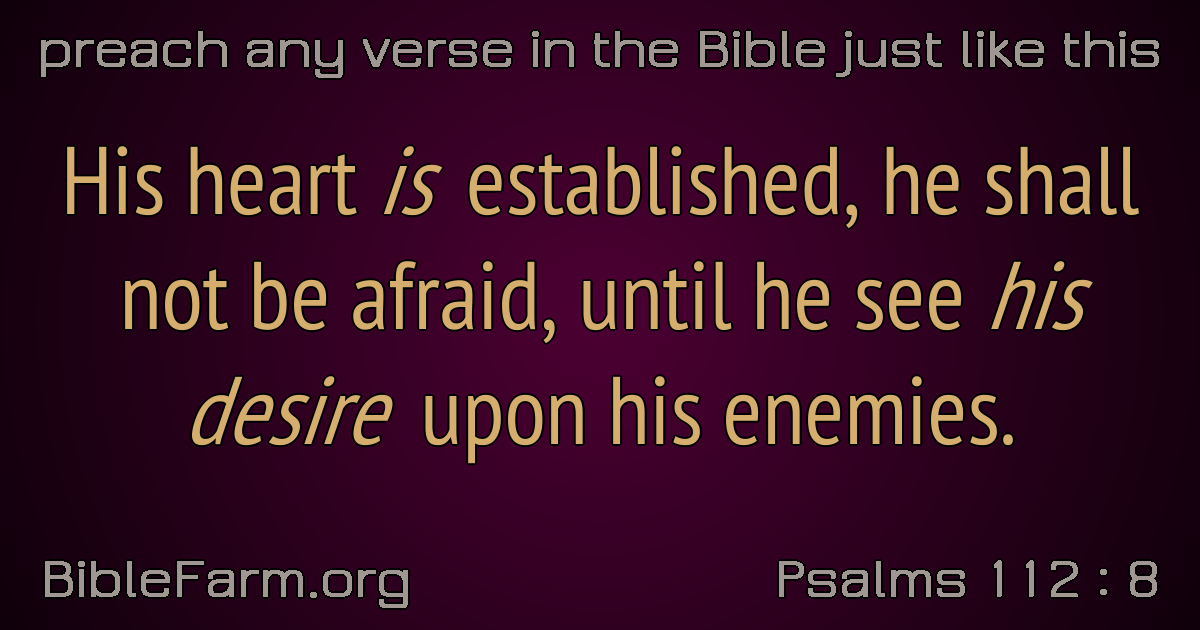 preach any verse in the Bible just like this
His heart is established, he shall
not be afraid, until he see his
desire upon his enemies.
BibleFarm.org
Psalms 112 : 8